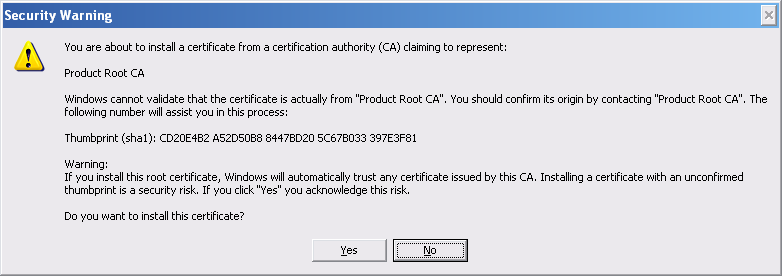 Security Warning
You are about to install a certificate from a certification authority (CA) claiming to represent:
Product Root CA
Windows cannot validate that the certificate is actually from "Product Root CA". You should confirm its origin by contacting "Product Root CA". The
following number will assist you in this process:
Thumbprint (sha1): CD20E4B2 A52D50B8 8447BD20 5C67B033 397E3F81
Warning:
If you install this root certificate, Windows will automatically trust any certificate issued by this CA. Installing a certificate with an unconfirmed
thumbprint is a security risk. If you click "Yes" you acknowledge this risk.
Do you want to install this certificate?
Yes No